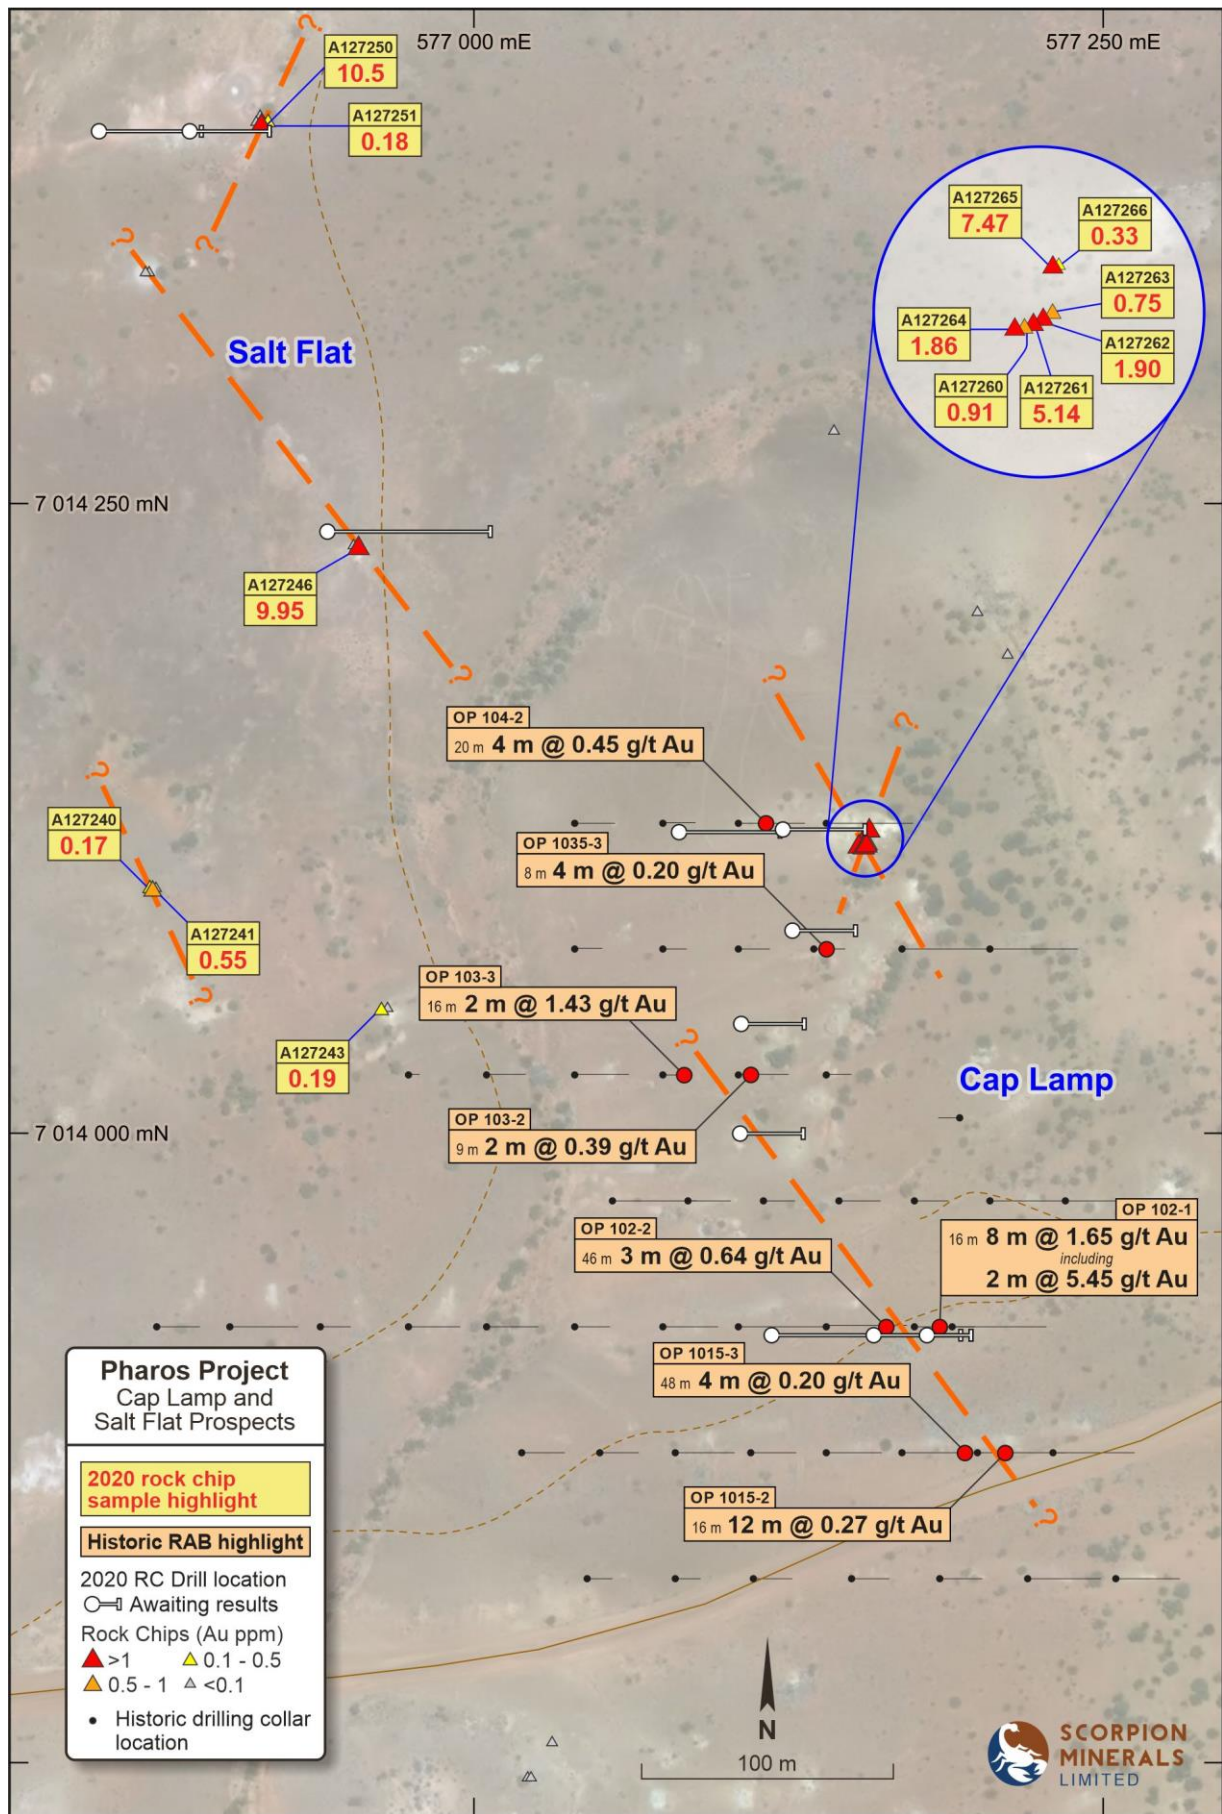 ?
577 000 mE
577 250 mE
A127250
10.5
A127251
0.18
?
?
A127265
7.47
A127266
0.33
A127263
0.75
A127264
1.86
A127262
1.90
A127260
0.91
A127261
5.14
Salt Flat
7 014 250 mN
A127246
9.95
?
?
?
OP 104-2
20 m 4 m @ 0.45 g/t Au
?
A127240
0.17
OP 1035-3
8 m 4 m @ 0.20 g/t Au
A127241
0.55
?
OP 103-3
16 m 2 m @ 1.43 g/t Au
?
A127243
0.19
Cap Lamp
OP 103-2
9 m 2 m @ 0.39 g/t Au
7 014 000 mN
OP 102-2
46 m 3 m @ 0.64 g/t Au
OP 102-1
16 m 8 m @ 1.65 g/t Au
including
2 m @ 5.45 g/t Au
OP 1015-3
48 m 4 m @ 0.20 g/t Au
OP 1015-2
16 m 12 m @ 0.27 g/t Au
?
Pharos Project
Cap Lamp and
Salt Flat Prospects
2020 rock chip
sample highlight
Historic RAB highlight
2020 RC Drill location
Awaiting results
Rock Chips (Au ppm)
>1
0.1 - 0.5
0.5 - 1
<0.1
Historic drilling collar
location
N
100 m
SCORPION
MINERALS
LIMITED